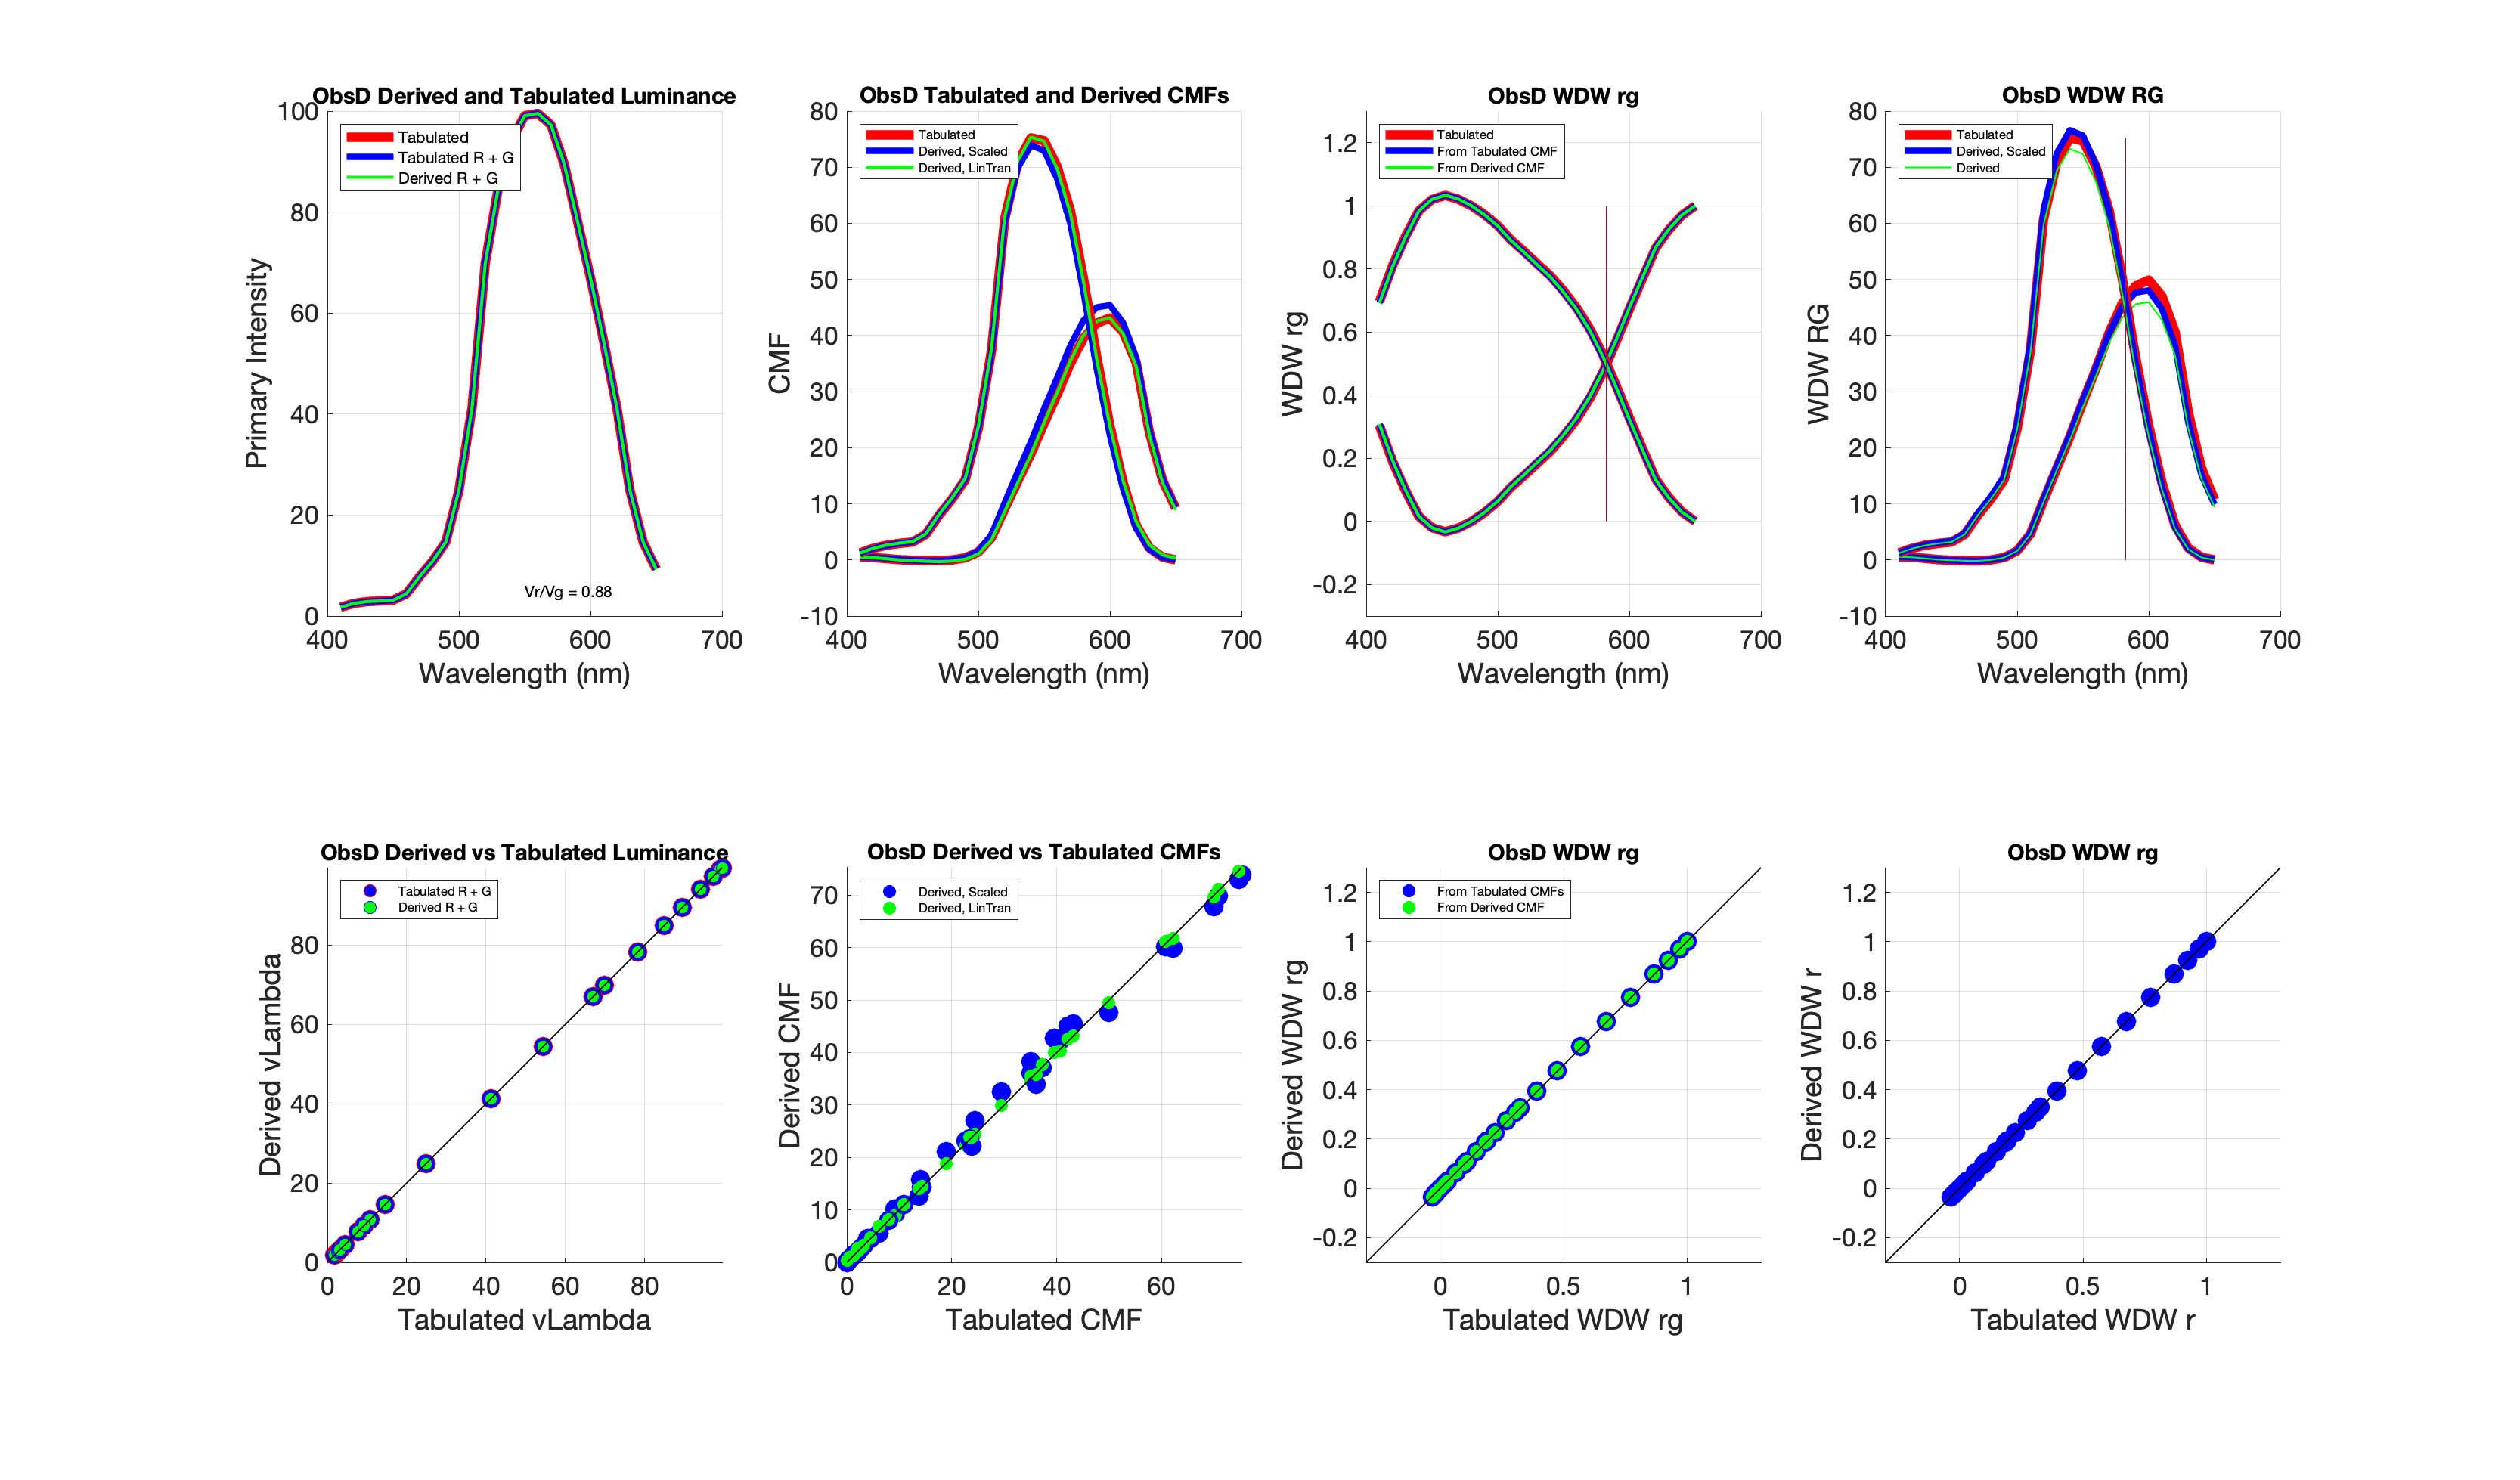 ObsD Derived and Tabulated Luminance
100
80
60
40
20
0
400
500
600
700
Primary Intensity
Wavelength (nm)
Tabulated
Tabulated R + G
Derived R + G
Vr/Vg = 0.88
ObsD Tabulated and Derived CMFs
80
70
60
50
40
30
20
10
0
-10
400
500
600
700
CMF
Wavelength (nm)
Tabulated
Derived, Scaled
Derived, LinTran
ObsD WDW rg
1.2
1
0.8
0.6
0.4
0.2
0
-0.2
400
500
600
700
WDW rg
Wavelength (nm)
Tabulated
From Tabulated CMF
From Derived CMF
ObsD WDW RG
80
70
60
50
40
30
20
10
0
-10
400
500
600
700
WDW RG
Wavelength (nm)
Tabulated
Derived, Scaled
Derived
ObsD Derived vs Tabulated Luminance
80
60
40
20
0
0
20
40
60
80
Derived vLambda
Tabulated vLambda
Tabulated R + G
Derived R + G
ObsD Derived vs Tabulated CMFs
70
60
50
40
30
20
10
0
0
20
40
60
Derived CMF
Tabulated CMF
Derived, Scaled
Derived, LinTran
ObsD WDW rg
1.2
1
0.8
0.6
0.4
0.2
0
-0.2
0
0.5
1
Derived WDW rg
Tabulated WDW rg
From Tabulated CMFs
From Derived CMF
ObsD WDW rg
1.2
1
0.8
0.6
0.4
0.2
0
-0.2
0
0.5
1
Derived WDW r
Tabulated WDW r